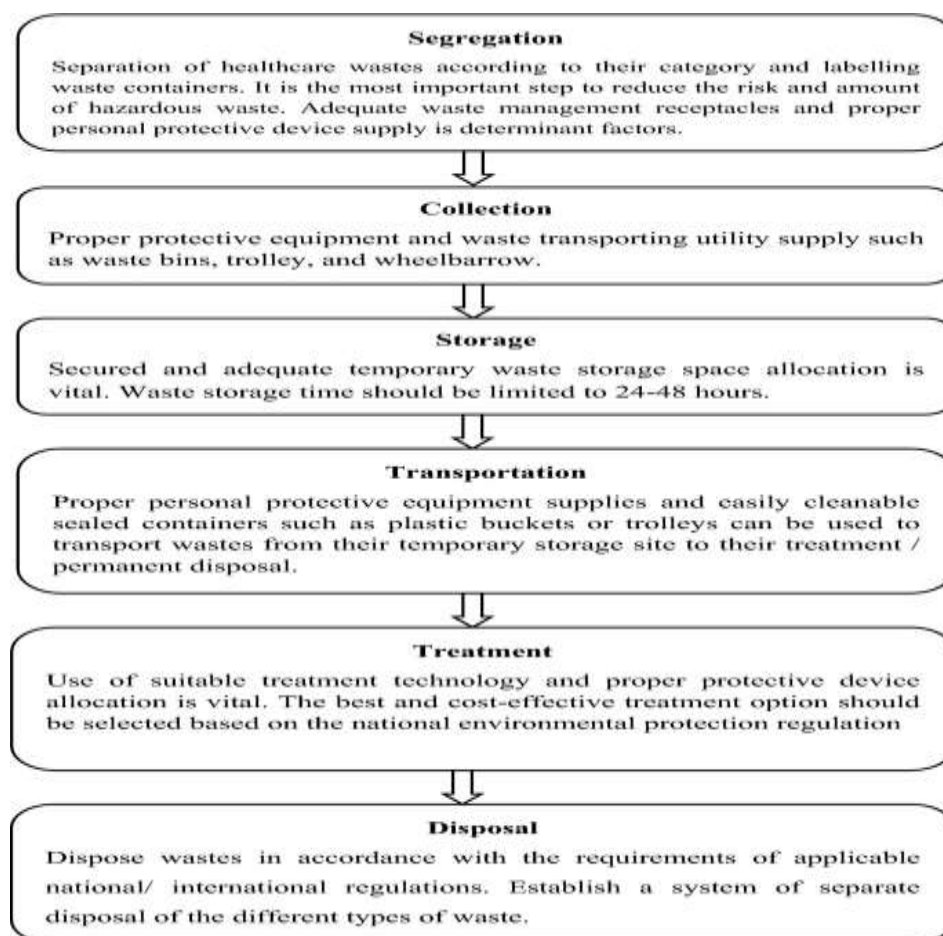 Segregation
Separation of healthcare wastes according to their category and labelling
waste containers. It is the most important step to reduce the risk and amount
of hazardous waste. Adequate waste management receptacles and proper
personal protective device supply is determinant factors.
Collection
Proper protective equipment and waste transporting utility supply such
as waste bins, trolley, and wheelbarrow.
Storage
Secured and adequate temporary waste storage space allocation is
vital. Waste storage time should be limited to 24-48 hours.
Transportation
Proper personal protective equipment supplies and easily cleanable
sealed containers such as plastic buckets or trolleys can be used to
transport wastes from their temporary storage site to their treatment /
permanent disposal.
Treatment
Use of suitable treatment technology and proper protective device
allocation is vital. The best and cost-effective treatment option should
be selected based on the national environmental protection regulation
Disposal
Dispose wastes in accordance with the requirements of applicable
national/ international regulations. Establish a system of separate
disposal of the different types of waste.